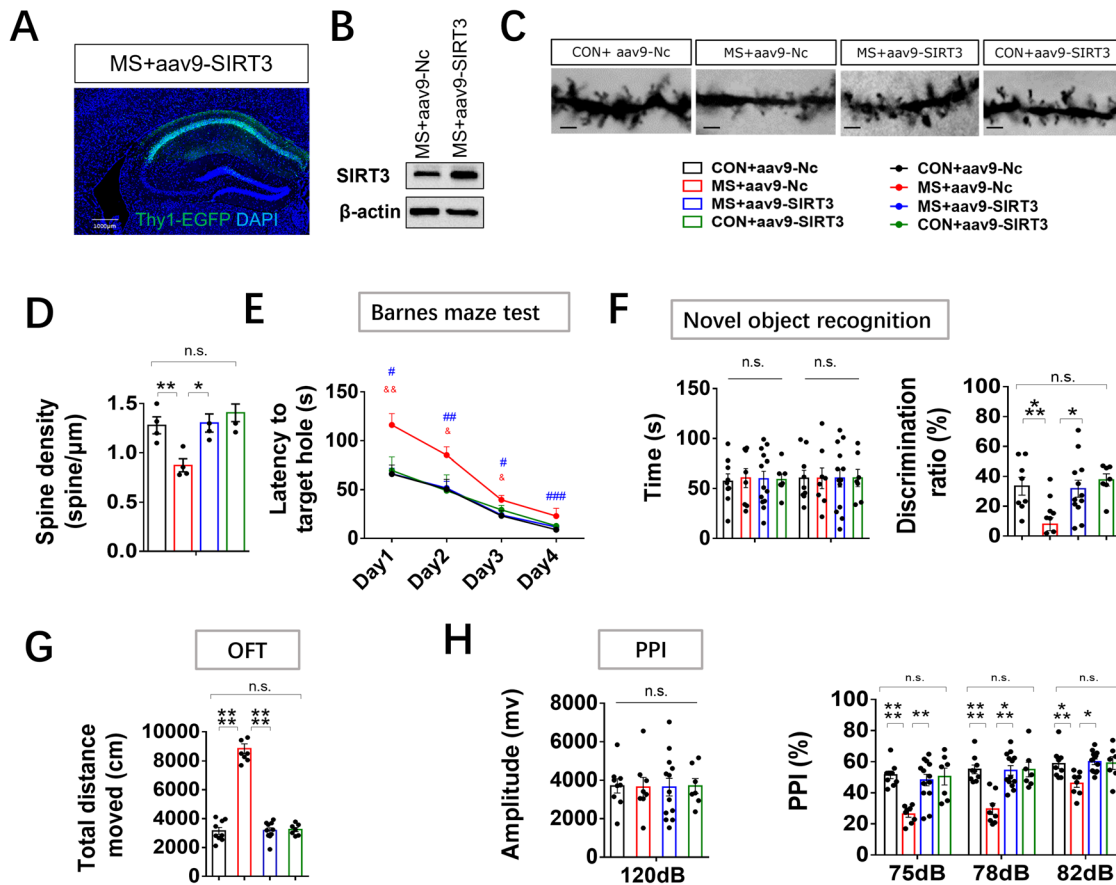 A
MS+aav9-SIRT3
1000μm
Thy1-EGFP DAPI
B
MS+aav9-Nc
MS+aav9-SIRT3
SIRT3
β-actin
C
CON+ aav9-Nc
MS+aav9-Nc
MS+aav9-SIRT3
CON+aav9-SIRT3
CON+aav9-Nc
MS+aav9-Nc
MS+aav9-SIRT3
CON+aav9-SIRT3
CON+aav9-Nc
MS+aav9-Nc
MS+aav9-SIRT3
CON+aav9-SIRT3
D
n.s.
** *
Spine density
(spine/μm)
1.5
1.0
0.5
0.0
E
Barnes maze test
Latency to
target hole (s)
150
100
50
0
#
&&
##
&
#
&
###
Day1
Day2
Day3
Day4
F
Novel object recognition
n.s.
n.s.
Time (s)
150
100
50
0
n.s.
*
**
*
Discrimination
ratio (%)
100
80
60
40
20
0
G
OFT
n.s.
**
**
**
**
Total distance
moved (cm)
10000
8000
6000
4000
2000
0
H
PPI
n.s.
Amplitude (mv)
8000
6000
4000
2000
0
120dB
PPI (%)
100
80
60
40
20
0
n.s.
**
**
**
n.s.
**
**
*
**
n.s.
*
**
*
75dB
78dB
82dB